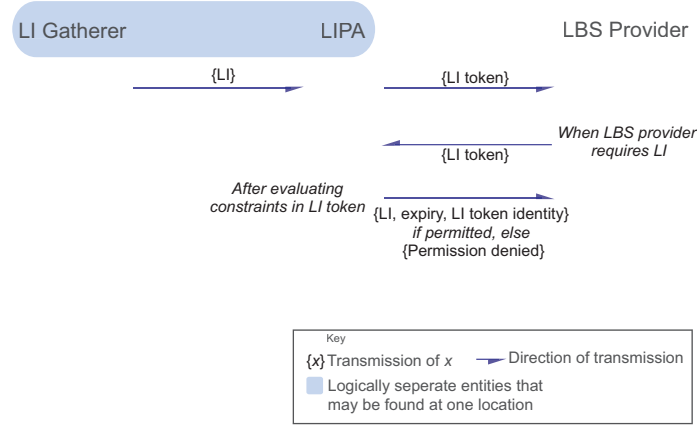 LI Gatherer LIPA LBS Provider
{LI} {LI token}
When LBS provider
requires LI
{LI token}
After evaluating
constraints in LI token
{LI, expiry, LI token identity}
if permitted, else
{Permission denied}
Key
{x} Transmission of x Direction of transmission
Logically seperate entities that
may be found at one location